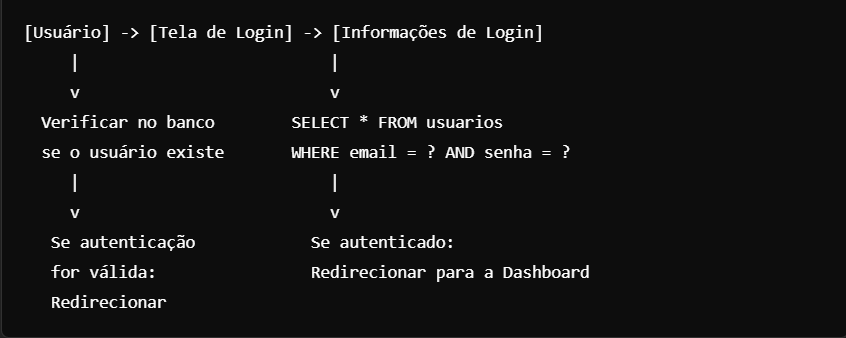 [Usuário] -> [Tela de Login] -> [Informações de Login]
| |
v v
Verificar no banco SELECT * FROM usuarios
se o usuário existe WHERE email = ? AND senha = ?
| |
v v
Se autenticação Se autenticado:
for válida: Redirecionar para a Dashboard
Redirecionar